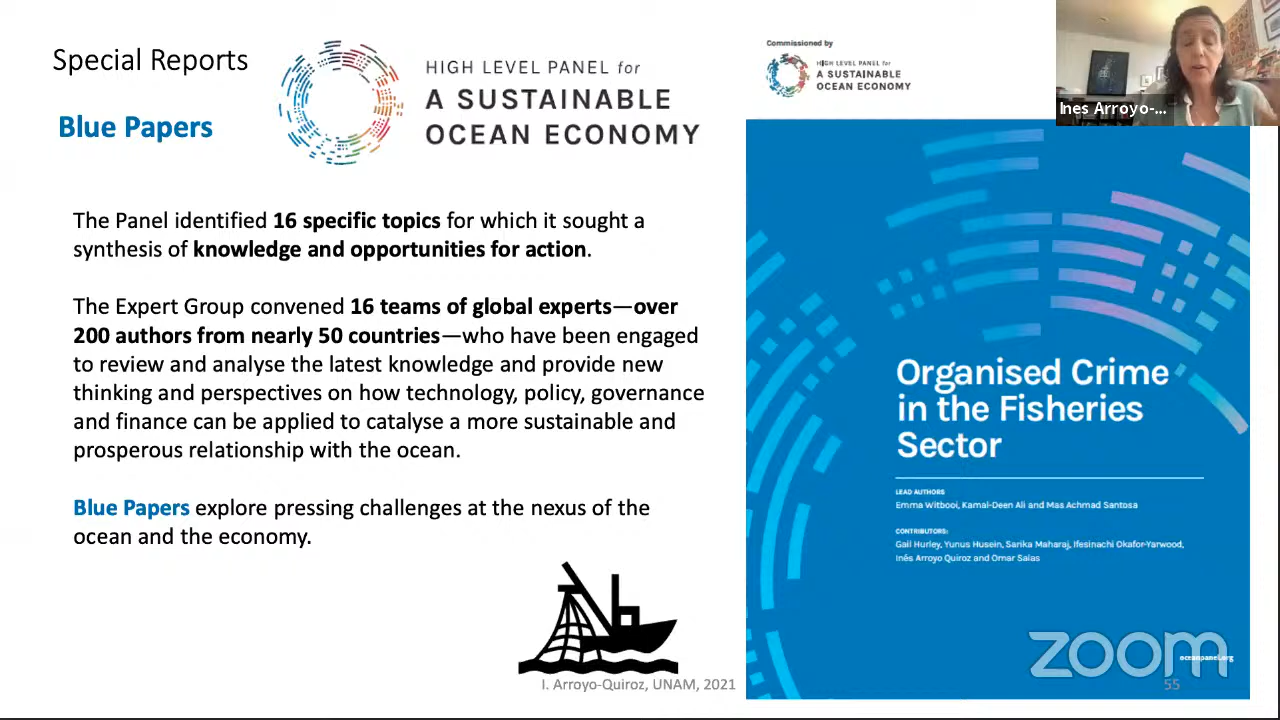 Special Reports
Blue Papers
HIGH LEVEL PANEL for
A SUSTAINABLE
OCEAN ECONOMY
The Panel identified 16 specific topics for which it sought a
synthesis of knowledge and opportunities for action.
The Expert Group convened 16 teams of global experts—over
200 authors from nearly 50 countries—who have been engaged
to review and analyse the latest knowledge and provide new
thinking and perspectives on how technology, policy, governance
and finance can be applied to catalyse a more sustainable and
prosperous relationship with the ocean.
Blue Papers explore pressing challenges at the nexus of the
ocean and the economy.
I. Arroyo-Quiroz, UNAM, 2021
Commissioned by
HIGH LEVEL PANEL for
A SUSTAINABLE
OCEAN ECONOMY
Organised Crime
in the Fisheries
Sector
LEAD AUTHORS
Emma Witbooi, Kamal-Deen Ali and Mas Achmad Santosa
CONTRIBUTORS:
Gail Hurley, Yunus Husein, Sarika Maharaj, Ifesinachi Okafor-Yarwood,
Inés Arroyo Quiroz and Omar Salas
oceanpanel.org
55
zoom
Ines Arroyo-...